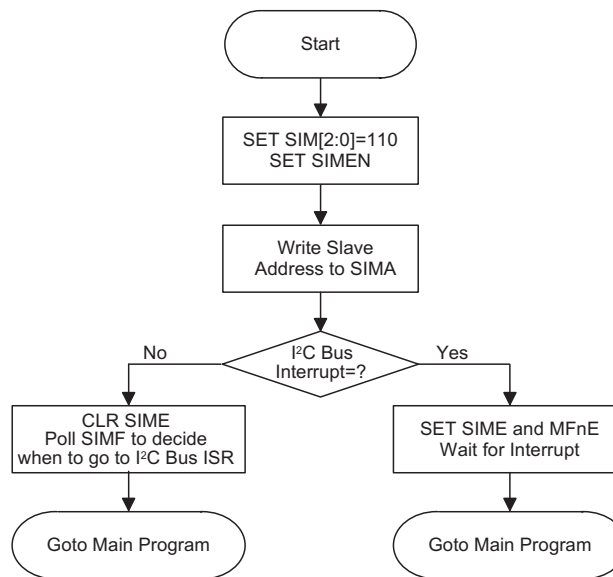 Start
SET SIM[2:0]=110
SET SIMEN
Write Slave
Address to SIMA
I²C Bus
Interrupt=?
No
Yes
CLR SIME
Poll SIMF to decide
when to go to I²C Bus ISR
SET SIME and MFnE
Wait for Interrupt
Goto Main Program
Goto Main Program